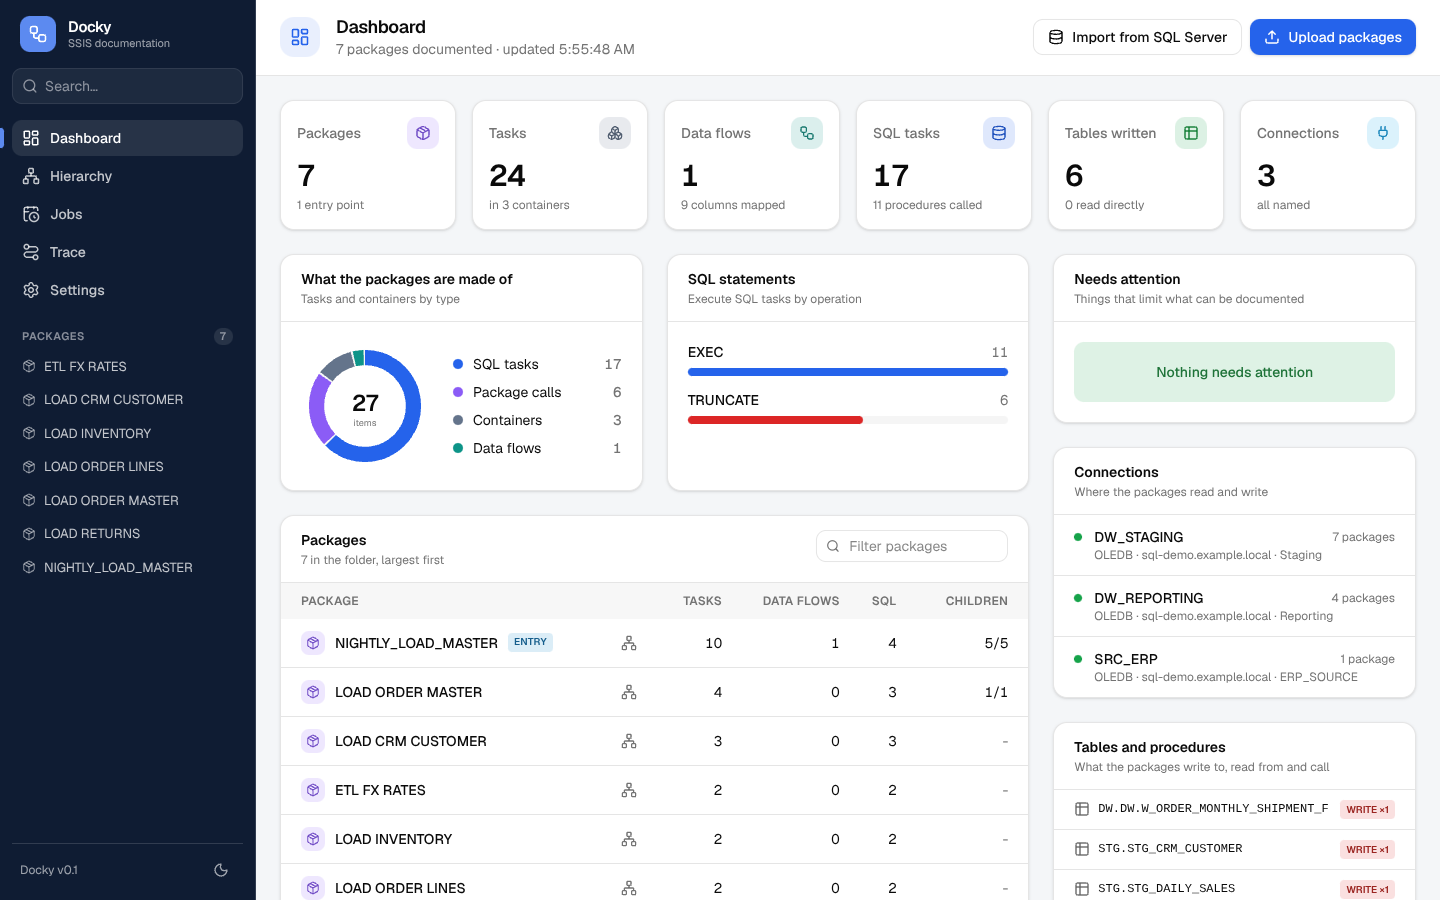 Docky
SSIS documentation
Search...
Dashboard
Hierarchy
Jobs
Trace
Settings
PACKAGES 7
ETL FX RATES
LOAD CRM CUSTOMER
LOAD INVENTORY
LOAD ORDER LINES
LOAD ORDER MASTER
LOAD RETURNS
NIGHTLY_LOAD_MASTER
Docky v0.1
Dashboard
7 packages documented · updated 5:55:48 AM
Import from SQL Server
Upload packages
Packages
7
1 entry point
Tasks
24
in 3 containers
Data flows
1
9 columns mapped
SQL tasks
17
11 procedures called
Tables written
6
0 read directly
Connections
3
all named
What the packages are made of
Tasks and containers by type
27
items
SQL tasks 17
Package calls 6
Containers 3
Data flows 1
SQL statements
Execute SQL tasks by operation
EXEC 11
TRUNCATE 6
Needs attention
Things that limit what can be documented
Nothing needs attention
Packages
7 in the folder, largest first
Filter packages
PACKAGE TASKS DATA FLOWS SQL CHILDREN
NIGHTLY_LOAD_MASTER ENTRY 10 1 4 5/5
LOAD ORDER MASTER 4 0 3 1/1
LOAD CRM CUSTOMER 3 0 3 -
ETL FX RATES 2 0 2 -
LOAD INVENTORY 2 0 2 -
LOAD ORDER LINES 2 0 2 -
Connections
Where the packages read and write
DW_STAGING 7 packages
OLEDB · sql-demo.example.local · Staging
DW_REPORTING 4 packages
OLEDB · sql-demo.example.local · Reporting
SRC_ERP 1 package
OLEDB · sql-demo.example.local · ERP_SOURCE
Tables and procedures
What the packages write to, read from and call
DW.DW.W_ORDER_MONTHLY_SHIPMENT_F WRITE ×1
STG.STG_CRM_CUSTOMER WRITE ×1
STG.STG_DAILY_SALES WRITE ×1